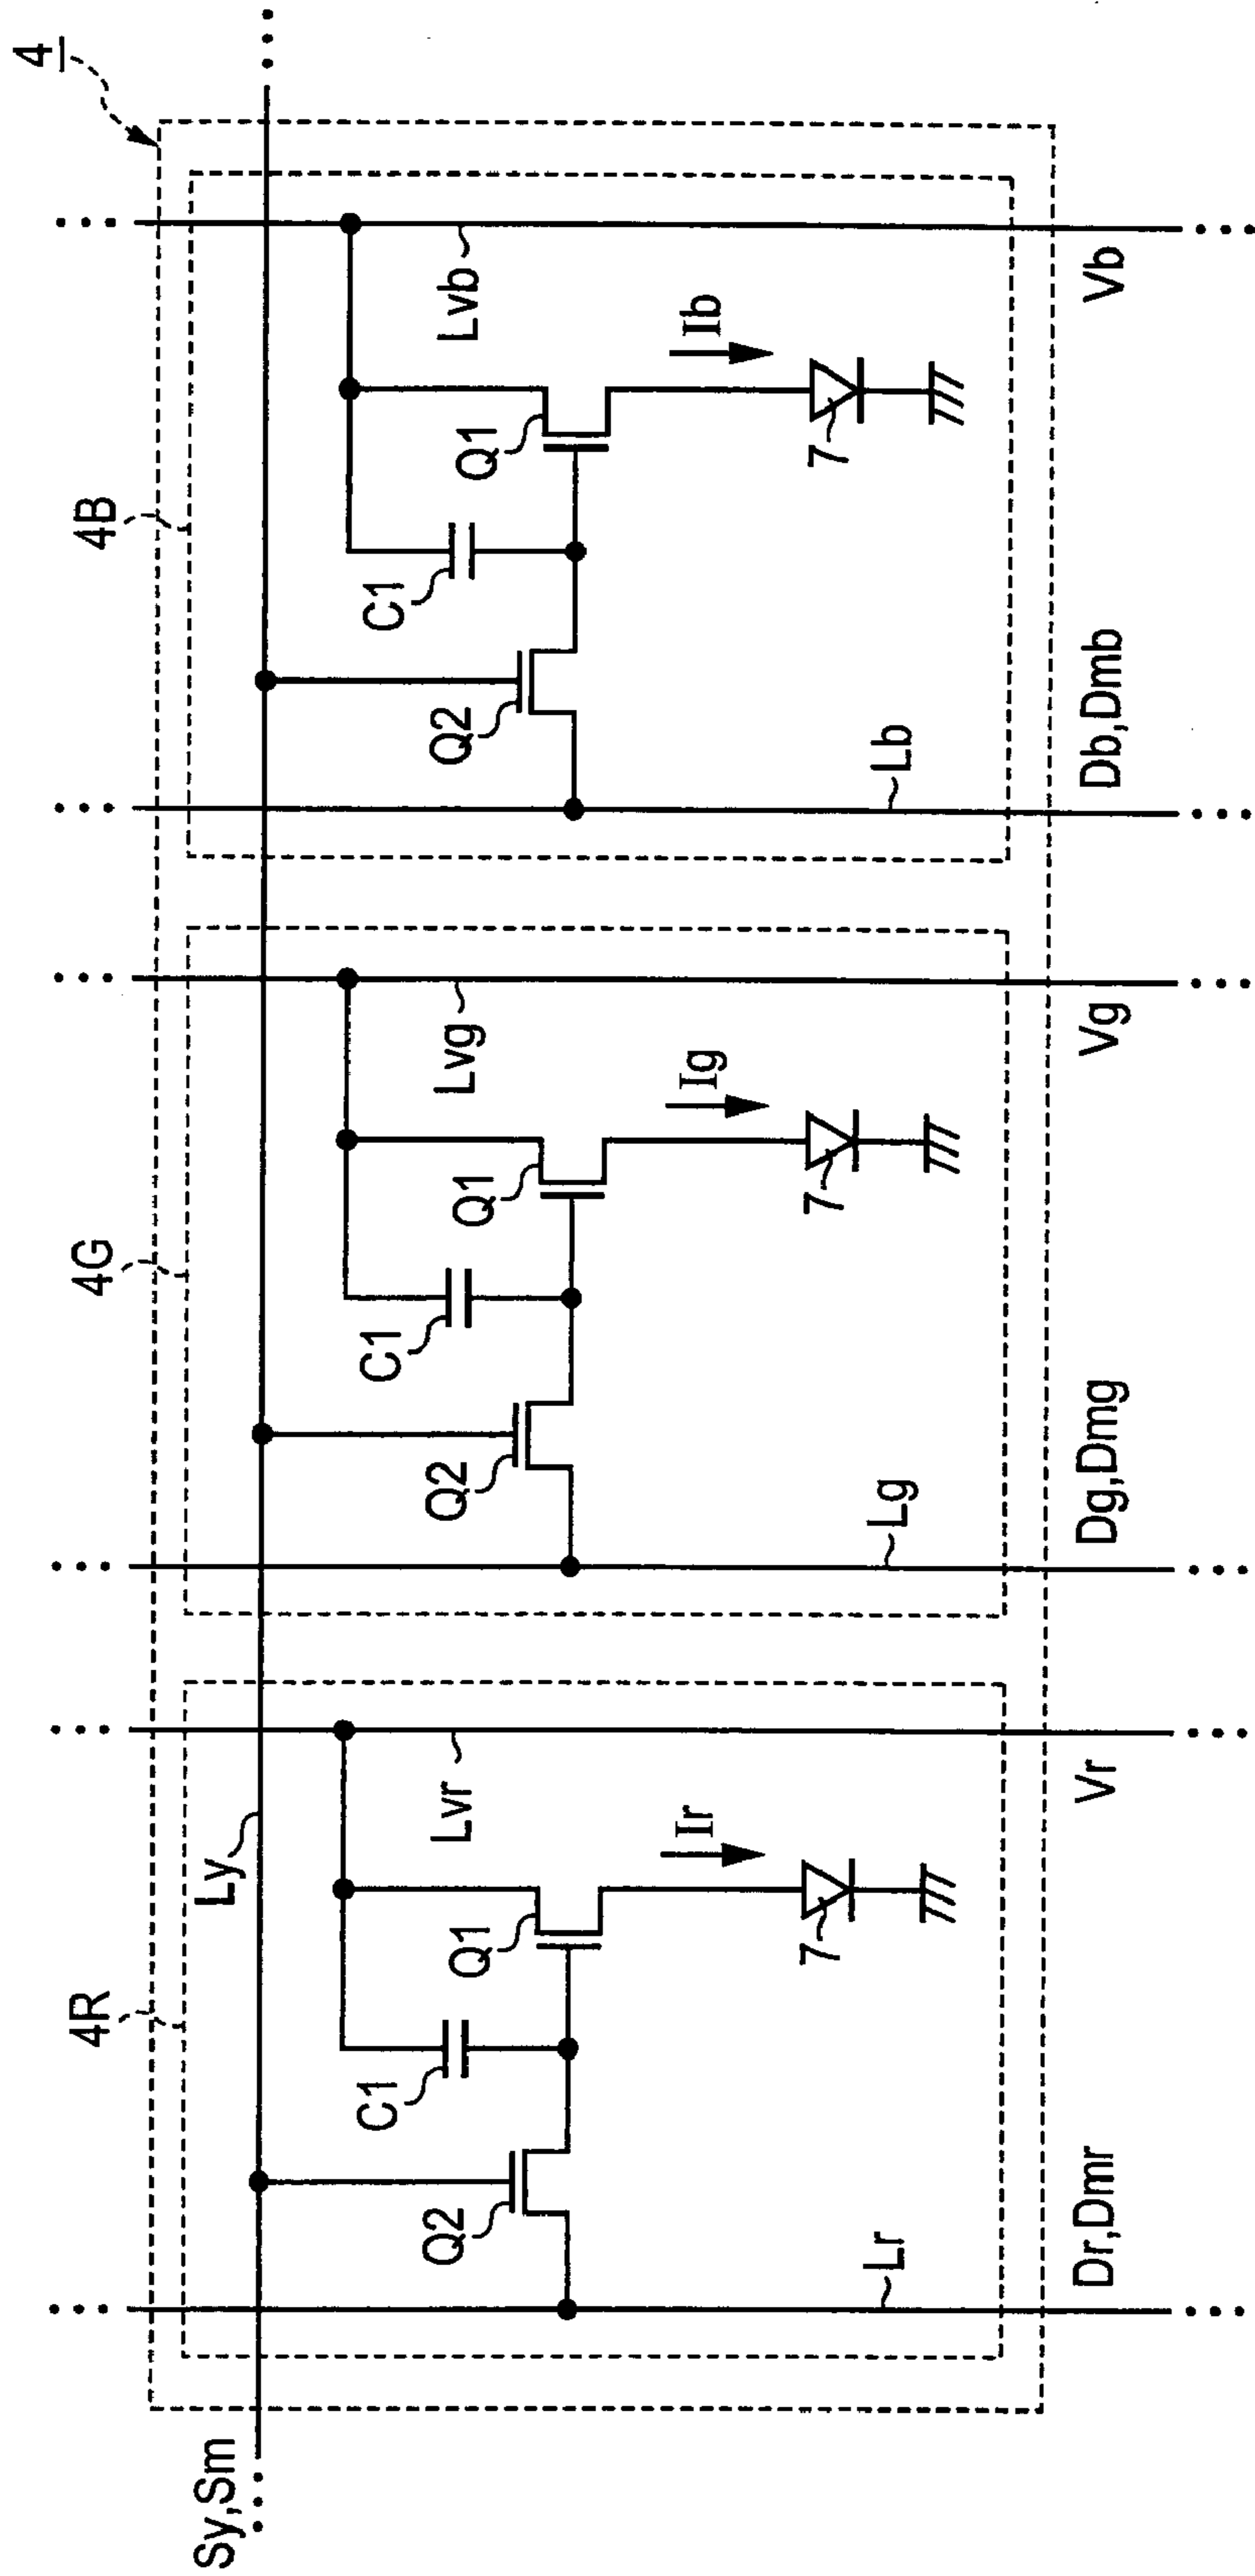 4
4R
4G
4B
Sy,Sm
Ly
Q2
C1
Q1
Lvr
Ir
7
Lr
Q2
C1
Q1
Lvg
Ig
7
Lg
Q2
C1
Q1
Lvb
Ib
7
Lb
Dr,Dmr
Vr
Dg,Dmg
Vg
Db,Dmb
Vb